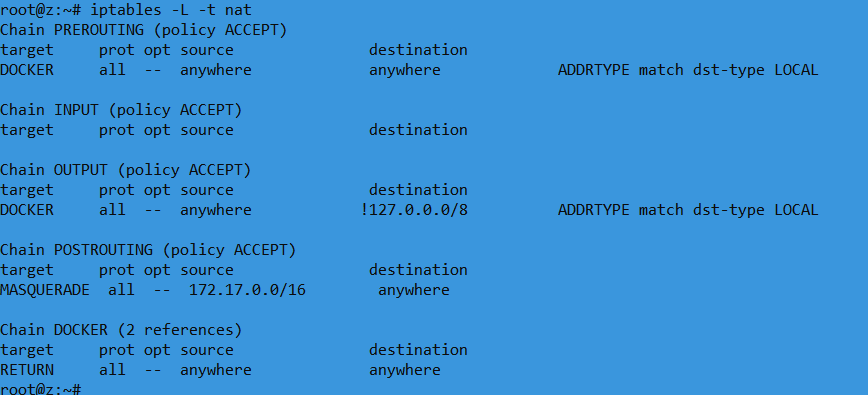 root@z:~# iptables -L -t nat
Chain PREROUTING (policy ACCEPT)
target     prot opt source               destination
DOCKER     all  --  anywhere             anywhere             ADDRTYPE match dst-type LOCAL

Chain INPUT (policy ACCEPT)
target     prot opt source               destination

Chain OUTPUT (policy ACCEPT)
target     prot opt source               destination
DOCKER     all  --  anywhere            !127.0.0.0/8          ADDRTYPE match dst-type LOCAL

Chain POSTROUTING (policy ACCEPT)
target     prot opt source               destination
MASQUERADE  all  --  172.17.0.0/16        anywhere

Chain DOCKER (2 references)
target     prot opt source               destination
RETURN     all  --  anywhere             anywhere
root@z:~#